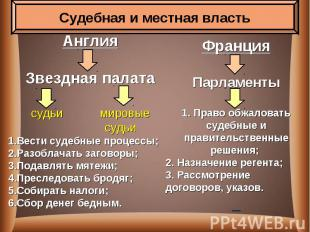 Судебная и местная власть
Англия
Звездная палата
судьи
мировые
судьи
1.Вести судебные процессы;
2.Разоблачать заговоры;
3.Подавлять мятежи;
4.Преследовать бродяг;
5.Собирать налоги;
6.Сбор денег бедным.
Франция
Парламенты
1. Право обжаловать
судебные и
правительственные
решения;
2. Назначение регента;
3. Рассмотрение
договоров, указов.
PPT4WEB.ru